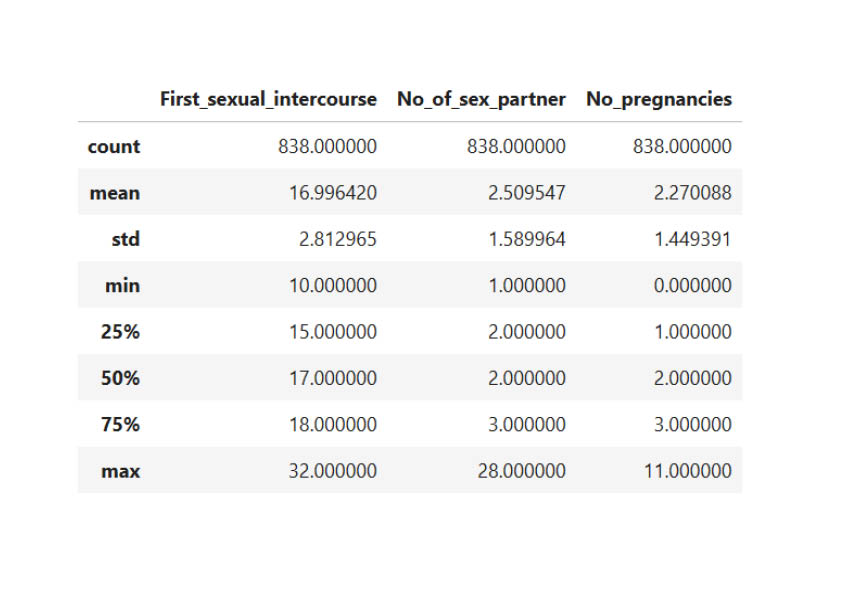 First_sexual_intercourse No_of_sex_partner No_pregnancies
count 838.000000 838.000000 838.000000
mean 16.996420 2.509547 2.270088
std 2.812965 1.589964 1.449391
min 10.000000 1.000000 0.000000
25% 15.000000 2.000000 1.000000
50% 17.000000 2.000000 2.000000
75% 18.000000 3.000000 3.000000
max 32.000000 28.000000 11.000000